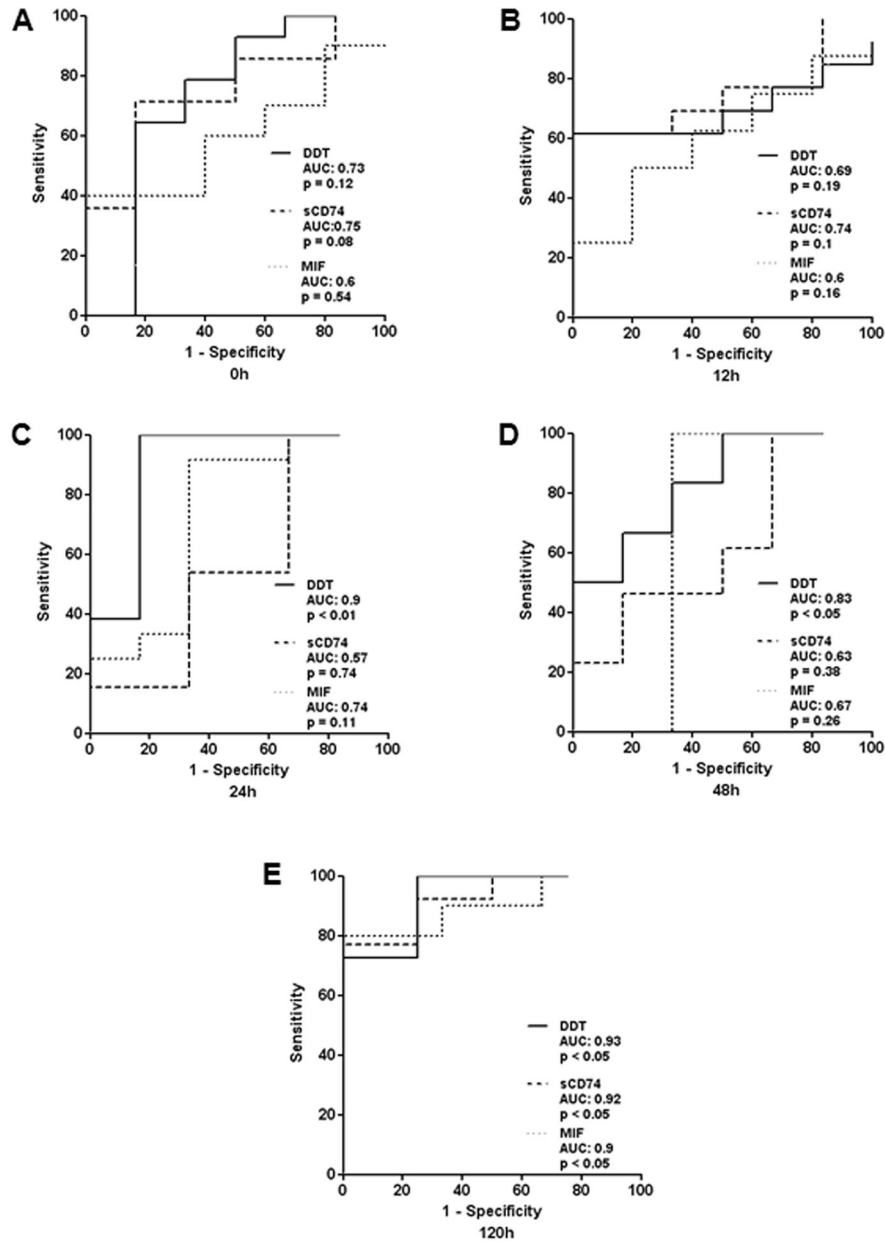 A
100
80
60
40
20
0
Sensitivity
0 20 40 60 80 100
1 - Specificity
0h
DDT
AUC: 0.73
p = 0.12
sCD74
AUC:0.75
p = 0.08
MIF
AUC: 0.6
p = 0.54
B
100
80
60
40
20
0
Sensitivity
0 20 40 60 80 100
1 - Specificity
12h
DDT
AUC: 0.69
p = 0.19
sCD74
AUC: 0.74
p = 0.1
MIF
AUC: 0.6
p = 0.16
C
100
80
60
40
20
0
Sensitivity
0 20 40 60 80 100
1 - Specificity
24h
DDT
AUC: 0.9
p < 0.01
sCD74
AUC: 0.57
p = 0.74
MIF
AUC: 0.74
p = 0.11
D
100
80
60
40
20
0
Sensitivity
0 20 40 60 80 100
1 - Specificity
48h
DDT
AUC: 0.83
p < 0.05
sCD74
AUC: 0.63
p = 0.38
MIF
AUC: 0.67
p = 0.26
E
100
80
60
40
20
0
Sensitivity
0 20 40 60 80 100
1 - Specificity
120h
DDT
AUC: 0.93
p < 0.05
sCD74
AUC: 0.92
p < 0.05
MIF
AUC: 0.9
p < 0.05